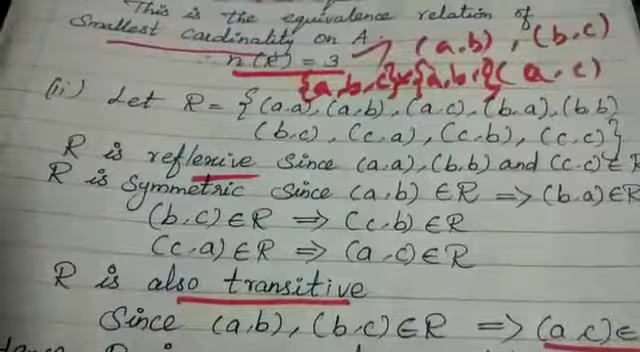 This is the equivalence relation of
Smallest cardinality on A. (a,b), (b,c)
∴ n(R) = 3 {a,b,c}×{a,b,c} (a,c)
(ii) Let R = {(a,a), (a,b), (a,c), (b,a), (b,b)
(b,c), (c,a), (c,b), (c,c)}
R is reflexive since (a,a), (b,b) and (c,c) ∈ R
R is Symmetric since (a,b) ∈ R ⟹ (b,a) ∈ R
(b,c) ∈ R ⟹ (c,b) ∈ R
(c,a) ∈ R ⟹ (a,c) ∈ R
R is also transitive
Since (a,b), (b,c) ∈ R ⟹ (a,c) ∈